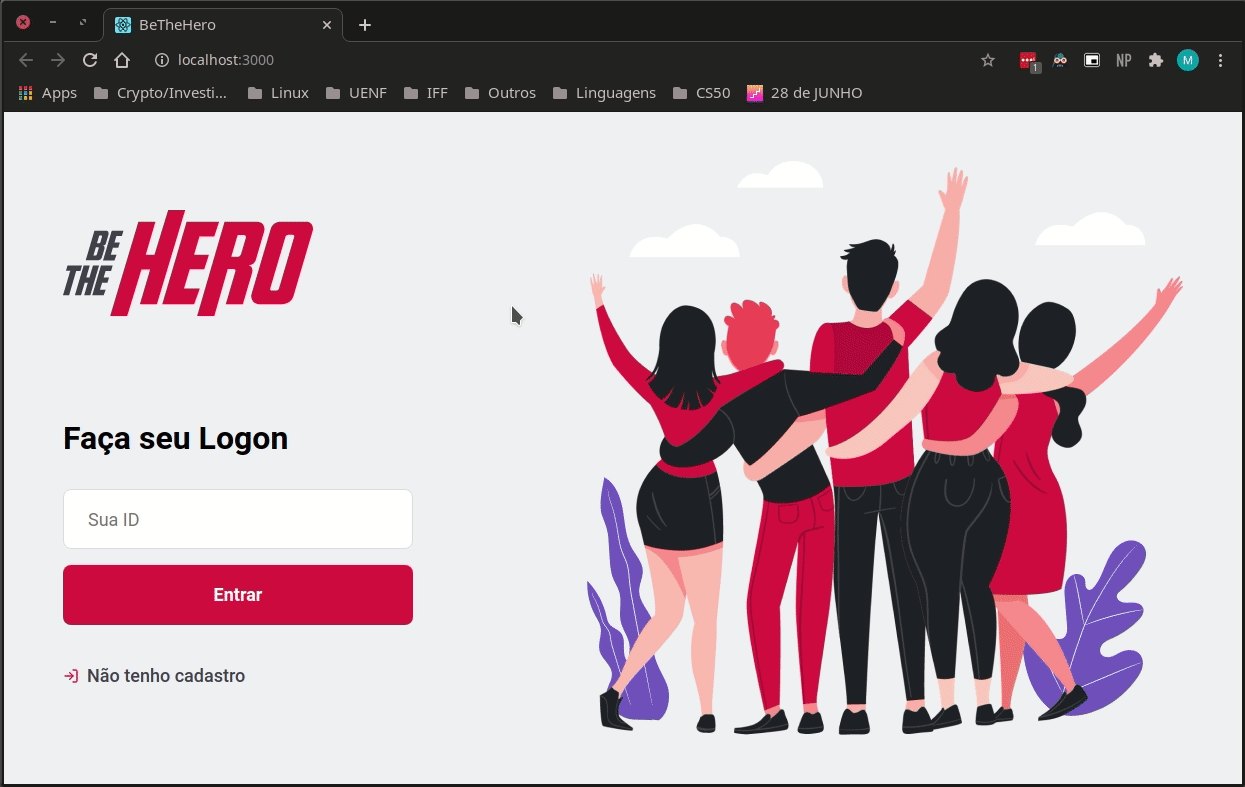 BeTheHero
localhost:3000
1
NP
M
Apps Crypto/Investi... Linux UENF IFF Outros Linguagens CS50 28 de JUNHO
BE
THE HERO
Faça seu Logon
Sua ID
Entrar
Não tenho cadastro